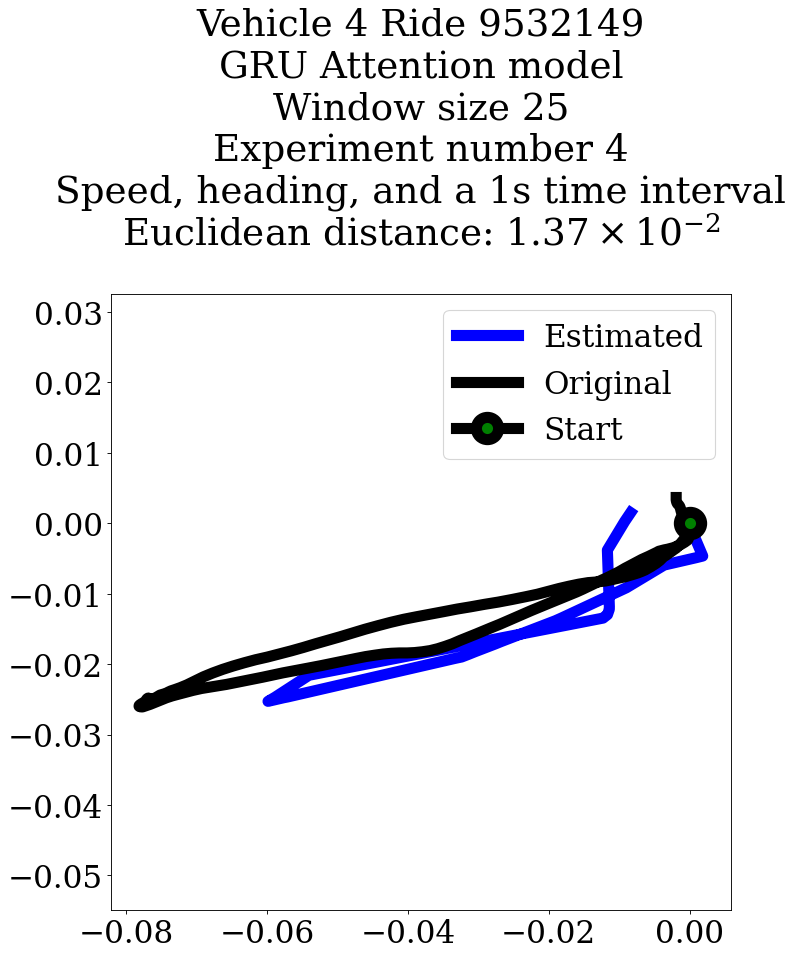 Vehicle 4 Ride 9532149
GRU Attention model
Window size 25
Experiment number 4
Speed, heading, and a 1s time interval
Euclidean distance: 1.37 × 10⁻²
Estimated
Original
Start
0.03
0.02
0.01
0.00
−0.01
−0.02
−0.03
−0.04
−0.05
−0.08 −0.06 −0.04 −0.02 0.00